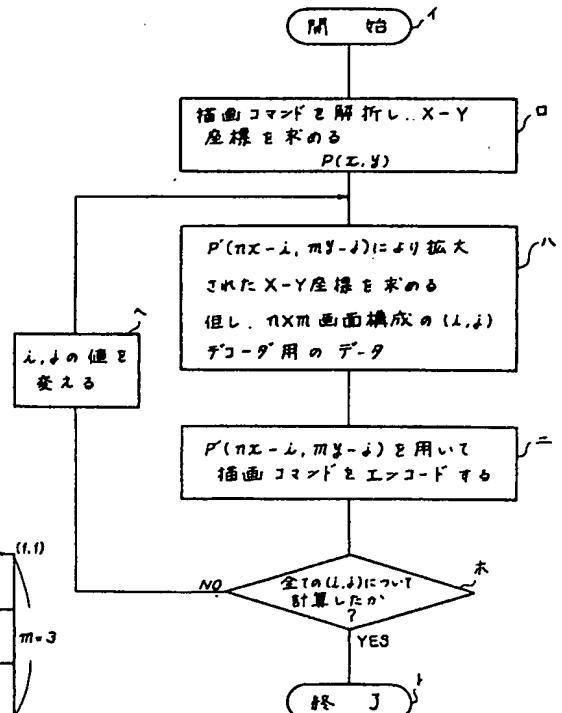 開 始
イ
描画コマンドを解析し、X-Y
座標を求める
P(x,y)
ロ
P'(nx-i, my-j)により拡大
されたX-Y座標を求める
但し、n×m画面構成の(i,j)
デコーダ用のデータ
ハ
i,jの値を
変える
ヘ
P'(nx-i, my-j)を用いて
描画コマンドをエンコードする
ニ
全ての(i,j)について
計算したか
?
ホ
NO
YES
(1,1)
m=3
終 了
ト